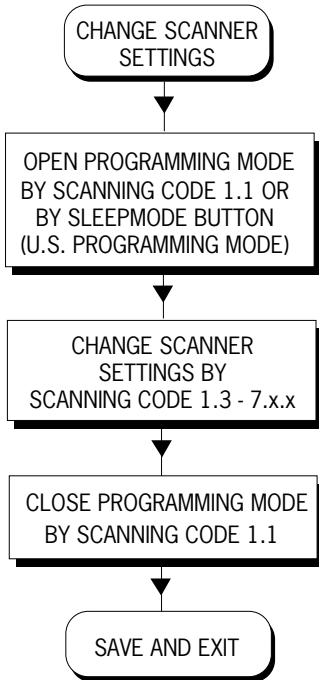 CHANGE SCANNER
SETTINGS
OPEN PROGRAMMING MODE
BY SCANNING CODE 1.1 OR
BY SLEEPMODE BUTTON
(U.S. PROGRAMMING MODE)
CHANGE SCANNER
SETTINGS BY
SCANNING CODE 1.3 - 7.x.x
CLOSE PROGRAMMING MODE
BY SCANNING CODE 1.1
SAVE AND EXIT